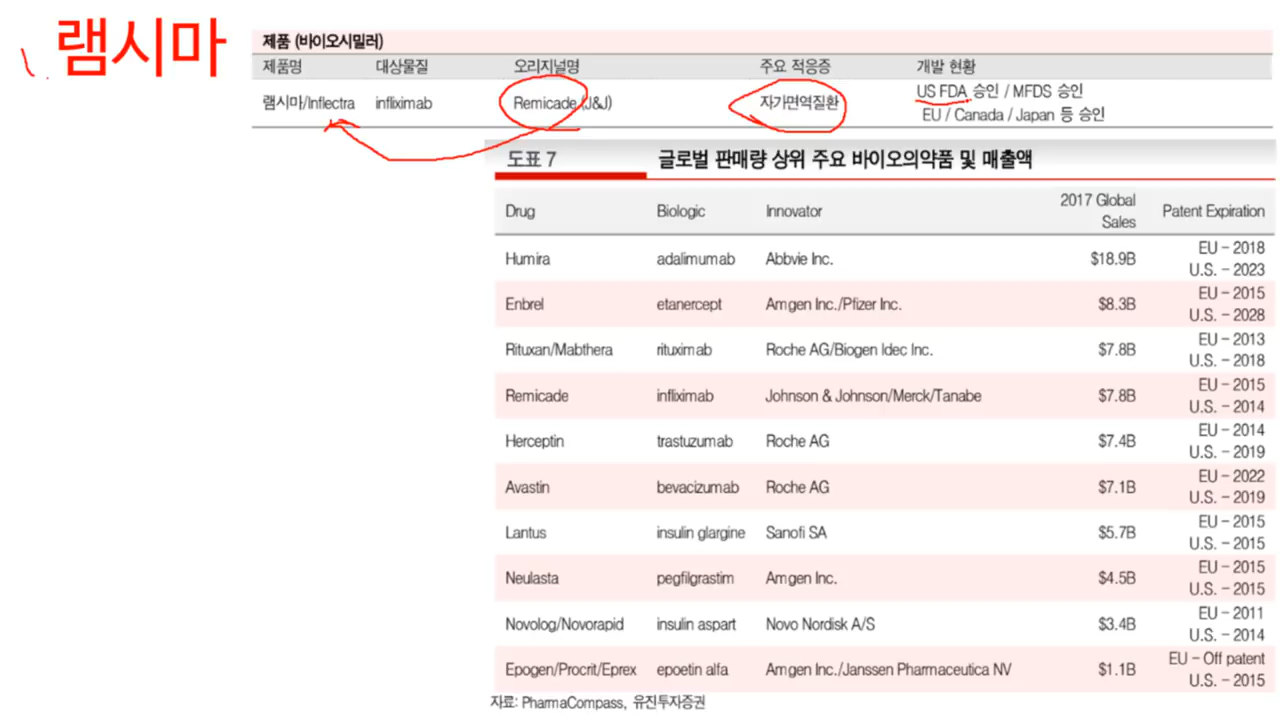 램시마
제품 (바이오시밀러)
제품명 대상물질 오리지널명 주요 적응증 개발 현황
램시마/Inflectra infliximab Remicade (J&J) 자가면역질환 US FDA 승인 / MFDS 승인
EU / Canada / Japan 등 승인
도표 7 글로벌 판매량 상위 주요 바이오의약품 및 매출액
Drug Biologic Innovator 2017 Global Sales Patent Expiration
Humira adalimumab Abbvie Inc. $18.9B EU – 2018
U.S. – 2023
Enbrel etanercept Amgen Inc./Pfizer Inc. $8.3B EU – 2015
U.S. – 2028
Rituxan/Mabthera rituximab Roche AG/Biogen Idec Inc. $7.8B EU – 2013
U.S. – 2018
Remicade infliximab Johnson & Johnson/Merck/Tanabe $7.8B EU – 2015
U.S. – 2014
Herceptin trastuzumab Roche AG $7.4B EU – 2014
U.S. – 2019
Avastin bevacizumab Roche AG $7.1B EU – 2022
U.S. – 2019
Lantus insulin glargine Sanofi SA $5.7B EU – 2015
U.S. – 2015
Neulasta pegfilgrastim Amgen Inc. $4.5B EU – 2015
U.S. – 2015
Novolog/Novorapid insulin aspart Novo Nordisk A/S $3.4B EU – 2011
U.S. – 2014
Epogen/Procrit/Eprex epoetin alfa Amgen Inc./Janssen Pharmaceutica NV $1.1B EU – Off patent
U.S. – 2015
자료: PharmaCompass, 유진투자증권